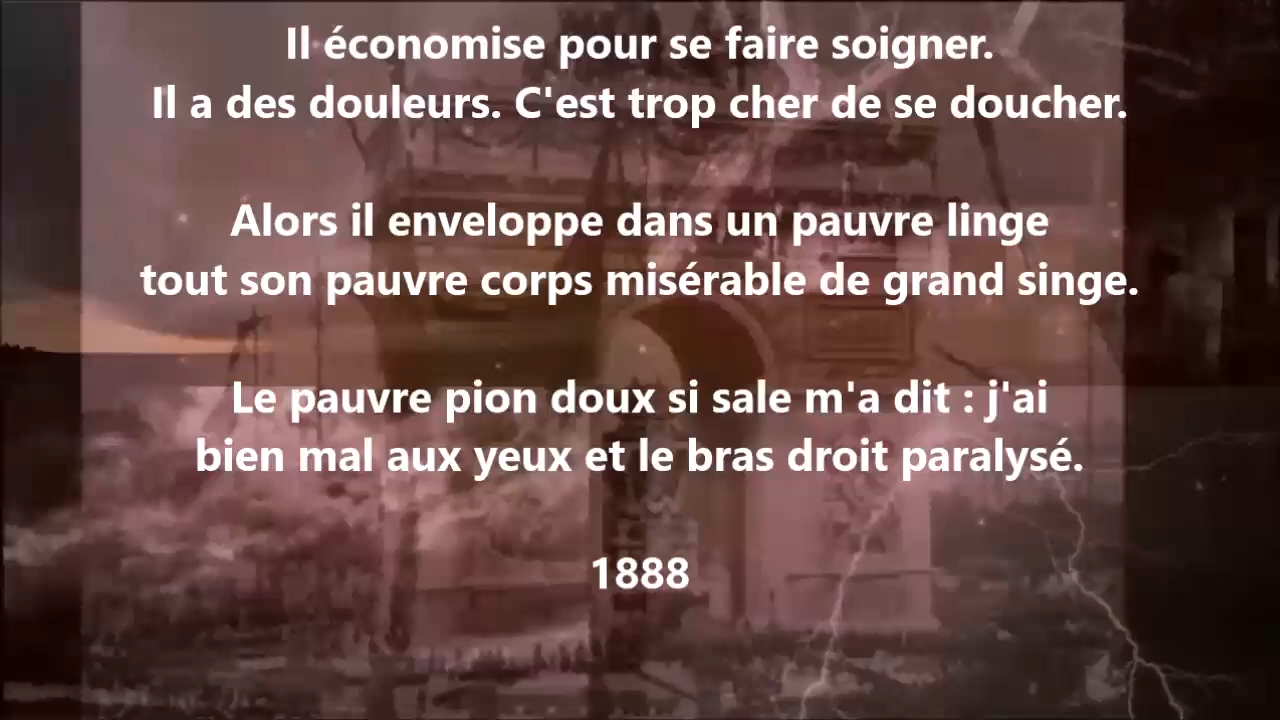 Il économise pour se faire soigner.
Il a des douleurs. C'est trop cher de se doucher.
Alors il enveloppe dans un pauvre linge
tout son pauvre corps misérable de grand singe.
Le pauvre pion doux si sale m'a dit : j'ai
bien mal aux yeux et le bras droit paralysé.
1888